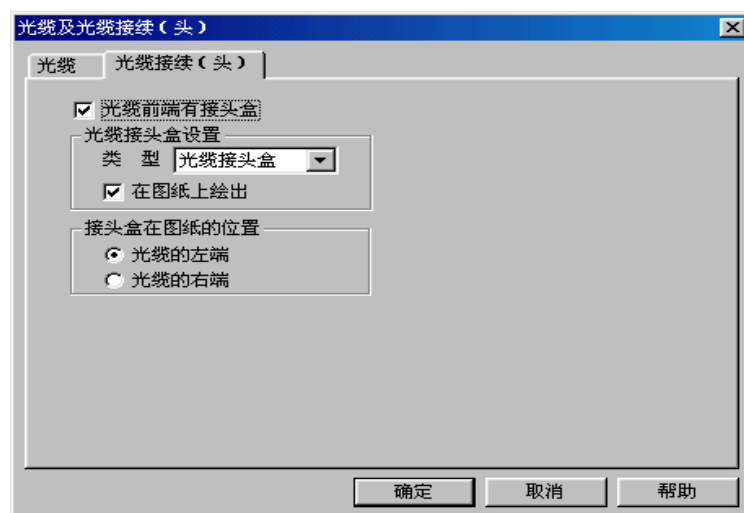 光缆及光缆接续(头)
光缆 光缆接续(头)
光缆前端有接头盒
光缆接头盒设置
类 型 光缆接头盒
在图纸上绘出
接头盒在图纸的位置
光缆的左端
光缆的右端
确定 取消 帮助